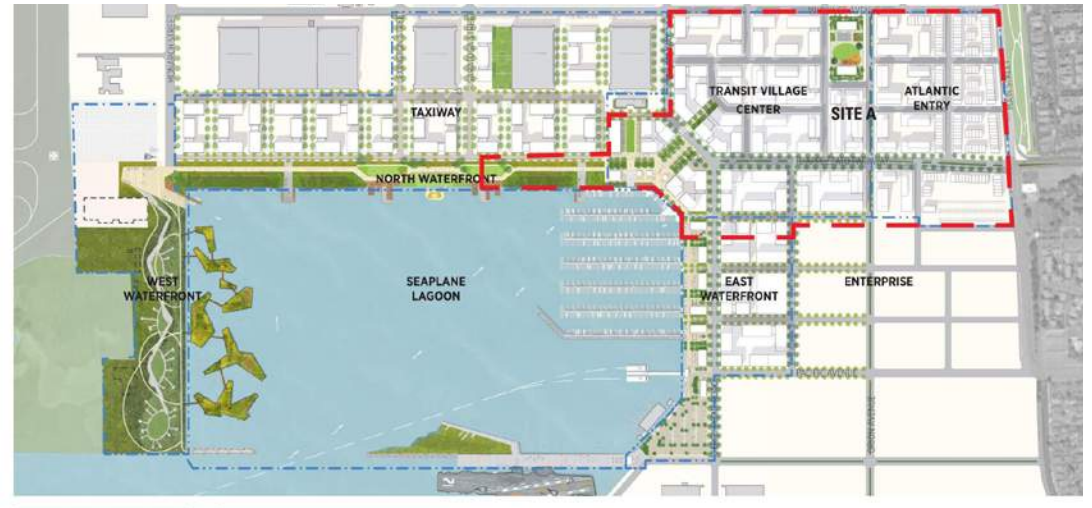 TRANSIT VILLAGE
CENTER
SITE A
ATLANTIC
ENTRY
TAXIWAY
NORTH WATERFRONT
WEST
WATERFRONT
SEAPLANE
LAGOON
EAST
WATERFRONT
ENTERPRISE